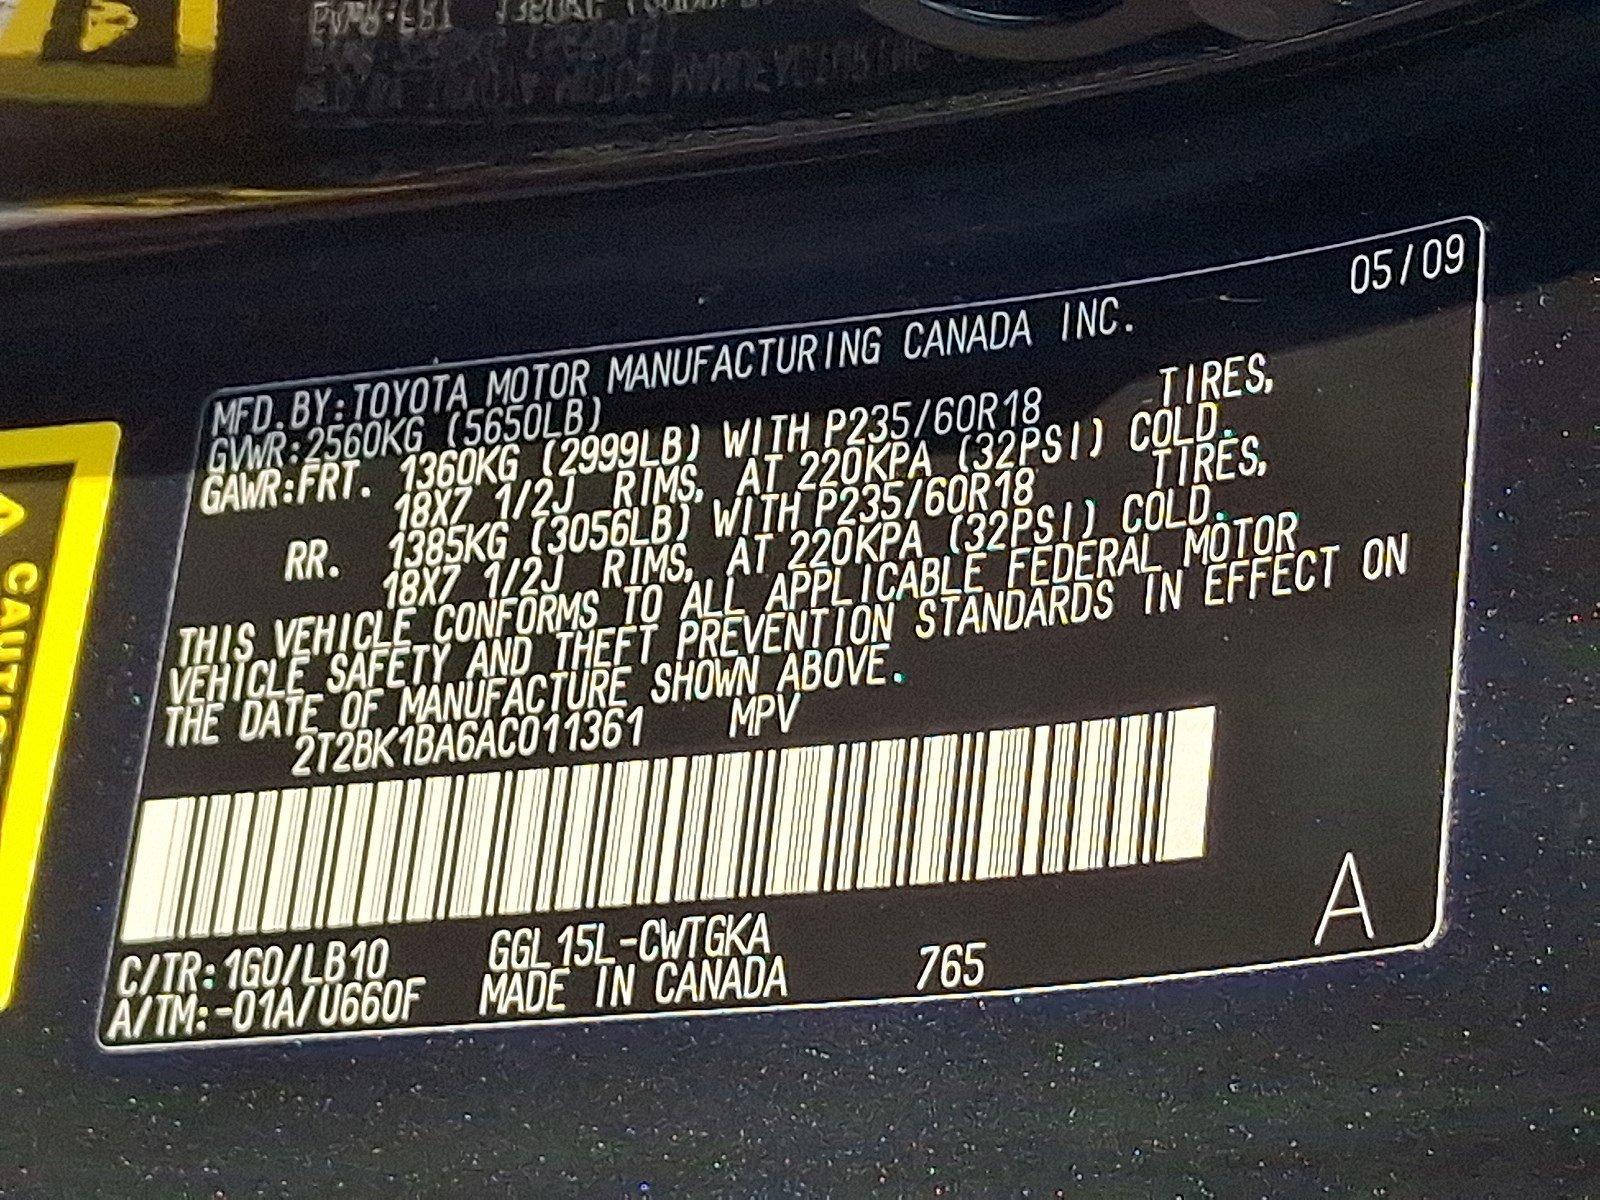 05/09
MFD. BY: TOYOTA MOTOR MANUFACTURING CANADA INC.
GVWR: 2560KG (5650LB)
GAWR: FRT. 1360KG (2999LB) WITH P235/60R18 TIRES,
18X7 1/2J RIMS, AT 220KPA (32PSI) COLD.
RR. 1385KG (3056LB) WITH P235/60R18 TIRES,
18X7 1/2J RIMS, AT 220KPA (32PSI) COLD.
THIS VEHICLE CONFORMS TO ALL APPLICABLE FEDERAL MOTOR
VEHICLE SAFETY AND THEFT PREVENTION STANDARDS IN EFFECT ON
THE DATE OF MANUFACTURE SHOWN ABOVE.
2T2BK1BA6AC011361 MPV
C/TR: 1G0/LB10 GGL15L-CWTGKA
A/TM: -01A/U660F MADE IN CANADA 765 A